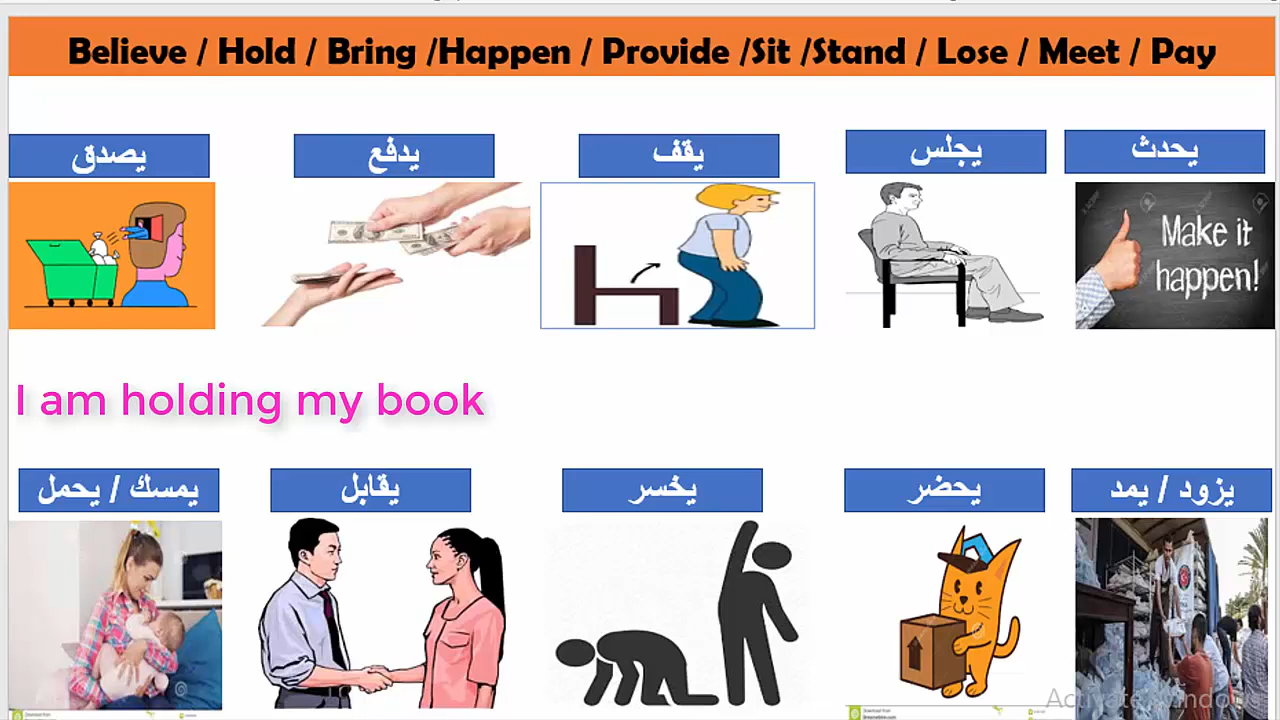 Believe / Hold / Bring /Happen / Provide /Sit /Stand / Lose / Meet / Pay
يصدق
يدفع
يقف
يجلس
يحدث
Make it
happen!
I am holding my book
يمسك / يحمل
يقابل
يخسر
يحضر
يزود / يمد
Activate Windows